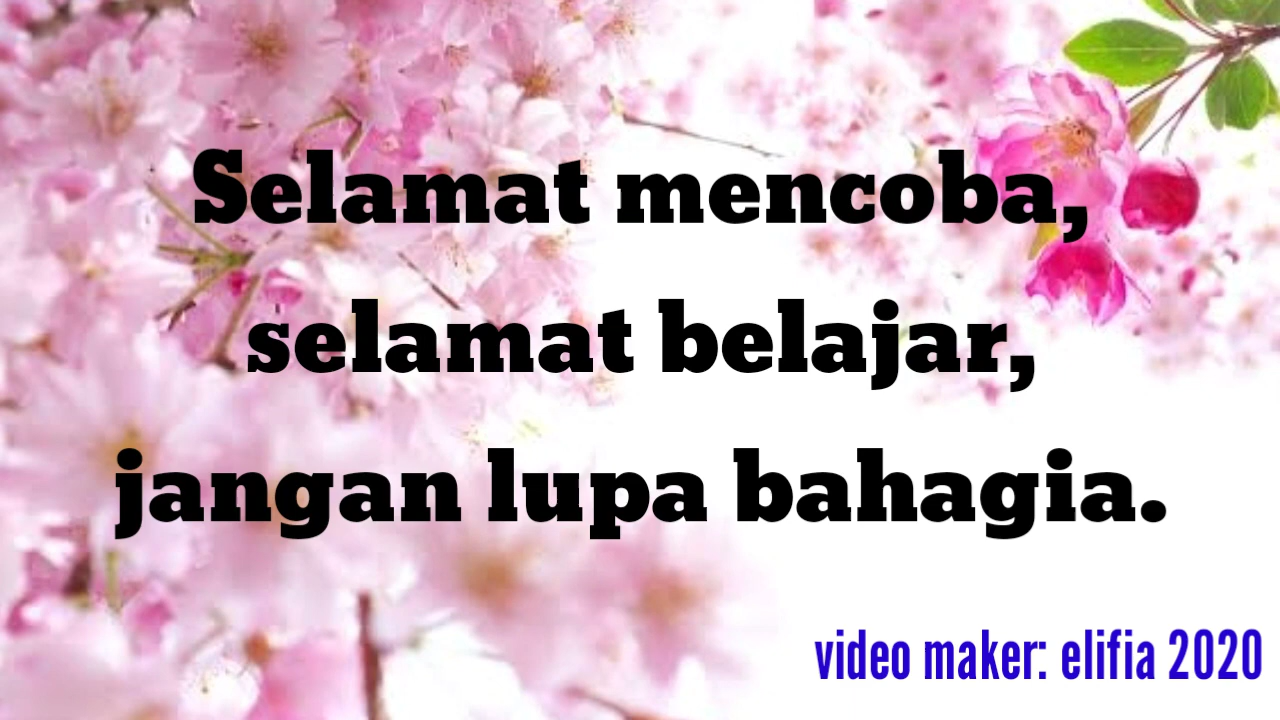 Selamat mencoba,
selamat belajar,
jangan lupa bahagia.
video maker: elifia 2020